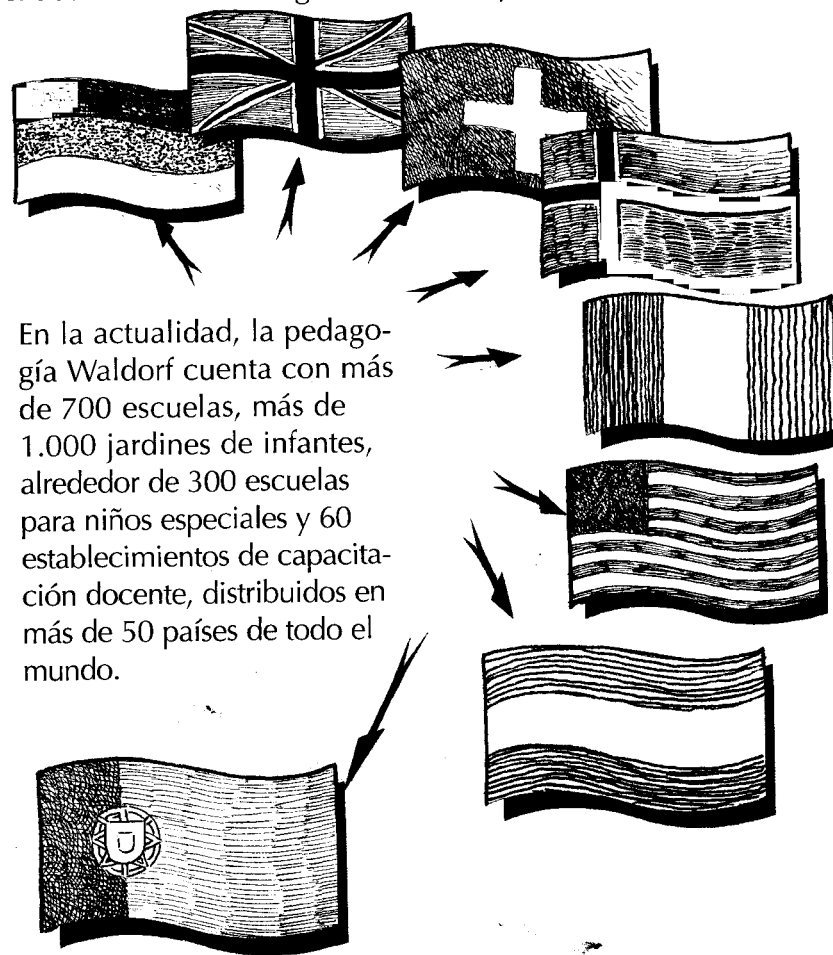 En la actualidad, la pedago-
gía Waldorf cuenta con más
de 700 escuelas, más de
1.000 jardines de infantes,
alrededor de 300 escuelas
para niños especiales y 60
establecimientos de capacita-
ción docente, distribuidos en
más de 50 países de todo el
mundo.